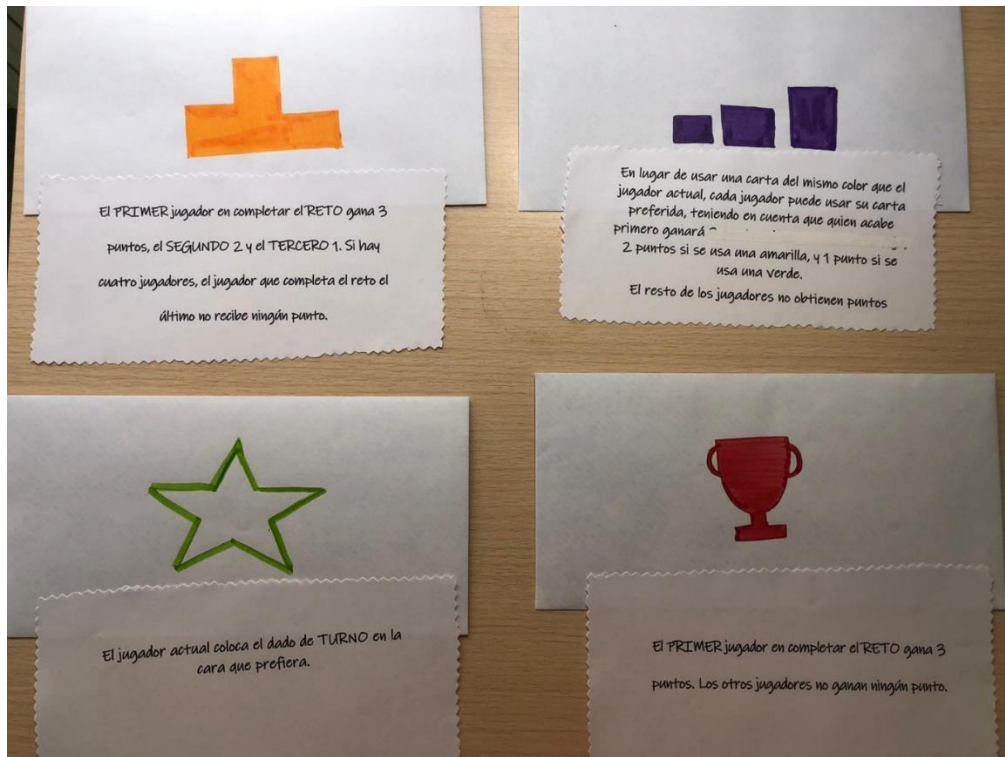 El PRIMER jugador en completar el RETO gana 3
puntos, el SEGUNDO 2 y el TERCERO 1. Si hay
cuatro jugadores, el jugador que completa el reto el
último no recibe ningún punto.
En lugar de usar una carta del mismo color que el
jugador actual, cada jugador puede usar su carta
preferida, teniendo en cuenta que quien acabe
primero ganará
2 puntos si se usa una amarilla, y 1 punto si se
usa una verde.
El resto de los jugadores no obtienen puntos
El jugador actual coloca el dado de TURNO en la
cara que prefiera.
El PRIMER jugador en completar el RETO gana 3
puntos. Los otros jugadores no ganan ningún punto.